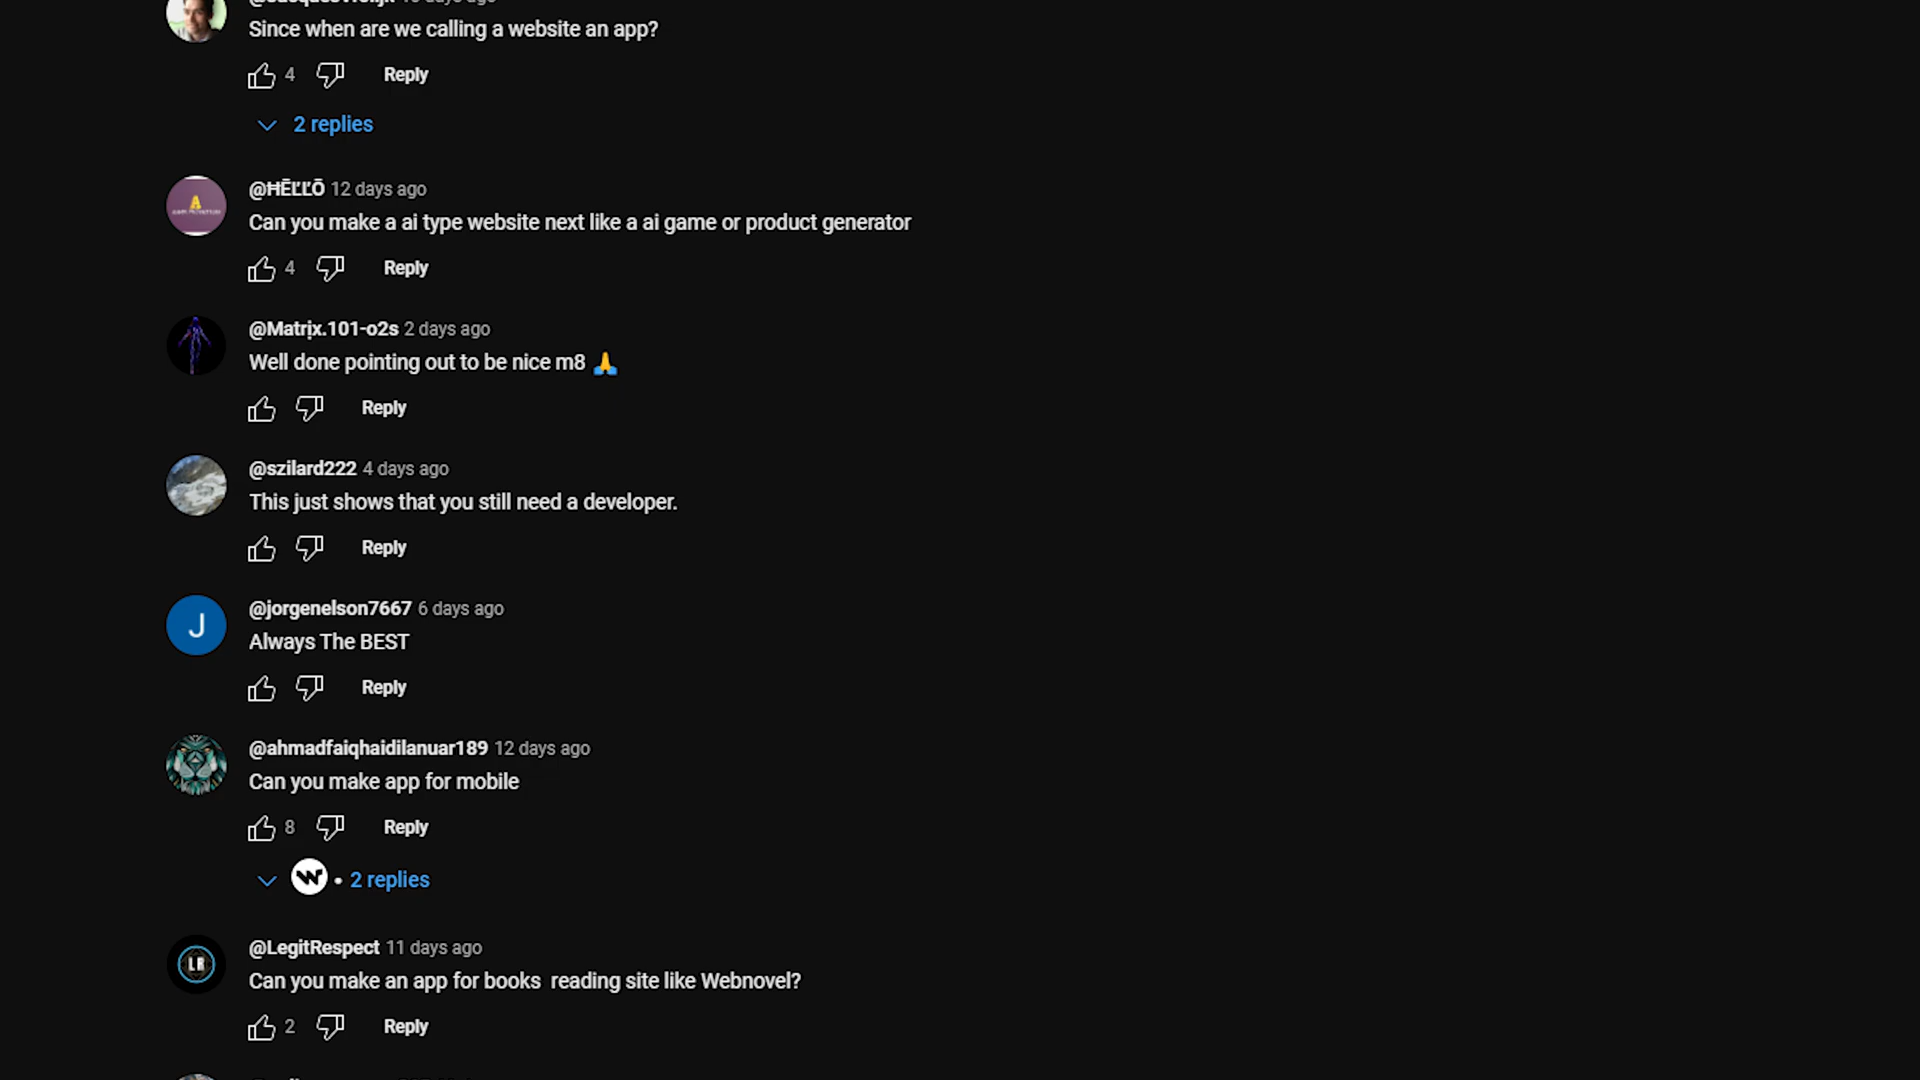 Since when are we calling a website an app?
4 Reply
2 replies
@ĦĒĽĽŌ 12 days ago
Can you make a ai type website next like a ai game or product generator
4 Reply
@Matrịx.101-o2s 2 days ago
Well done pointing out to be nice m8 🙏
Reply
@szilard222 4 days ago
This just shows that you still need a developer.
Reply
J
@jorgenelson7667 6 days ago
Always The BEST
Reply
@ahmadfaiqhaidilanuar189 12 days ago
Can you make app for mobile
8 Reply
• 2 replies
LR
@LegitRespect 11 days ago
Can you make an app for books  reading site like Webnovel?
2 Reply